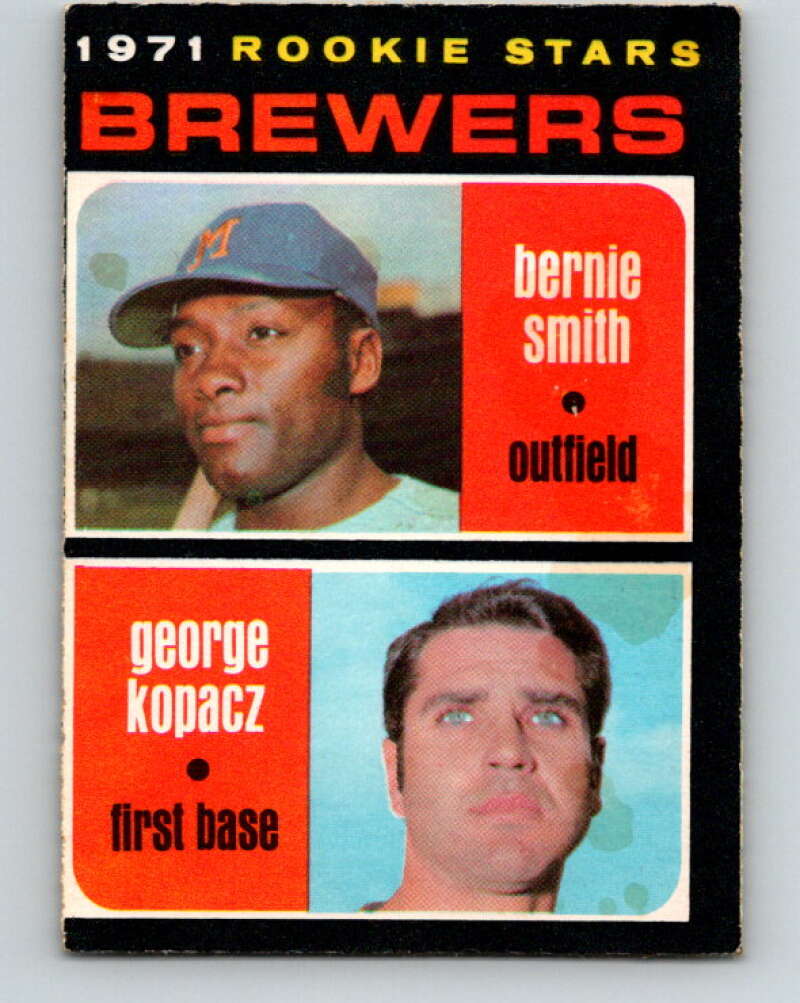 1971 ROOKIE STARS
BREWERS
M
bernie
smith
outfield
george
kopacz
first base